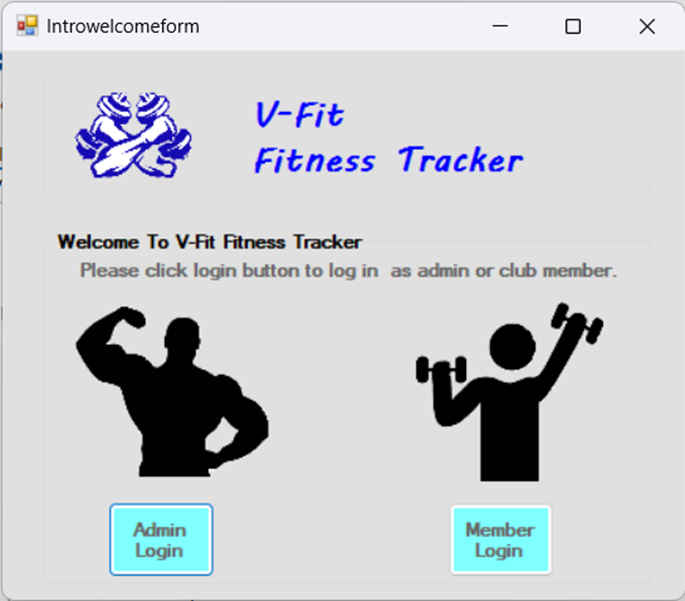 Introwelcomeform
V-Fit
Fitness Tracker
Welcome To V-Fit Fitness Tracker
Please click login button to log in  as admin or club member.
Admin
Login
Member
Login